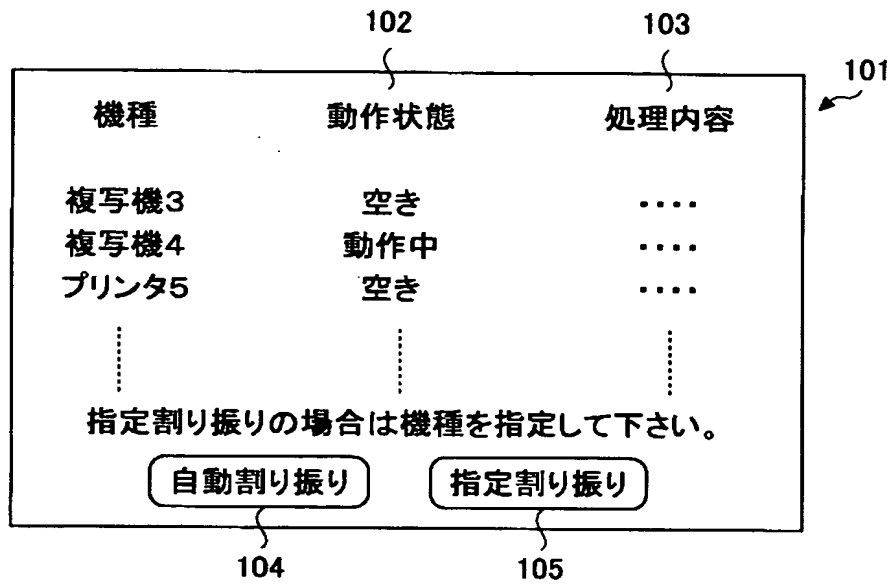 102 103
101
機種 動作状態 処理内容
複写機3 空き ‥‥
複写機4 動作中 ‥‥
プリンタ5 空き ‥‥
指定割り振りの場合は機種を指定して下さい。
自動割り振り 指定割り振り
104 105